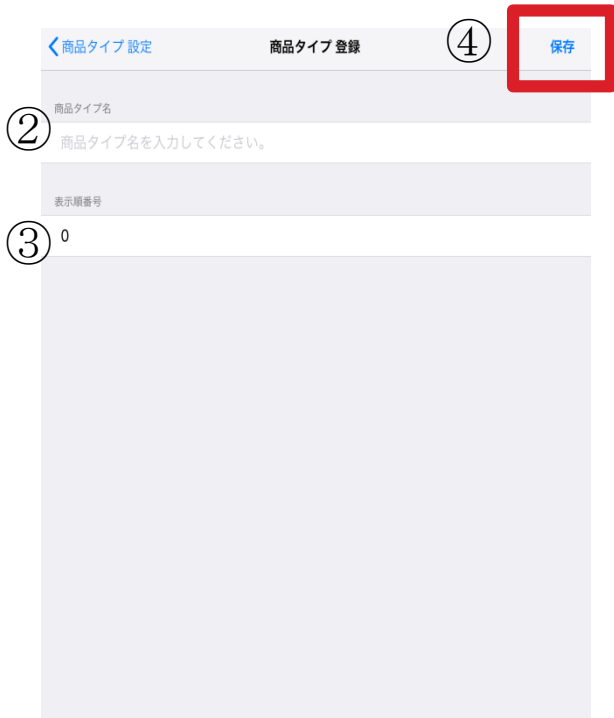 商品タイプ 設定 商品タイプ 登録 ④ 保存
商品タイプ名
② 商品タイプ名を入力してください。
表示順番号
③ 0